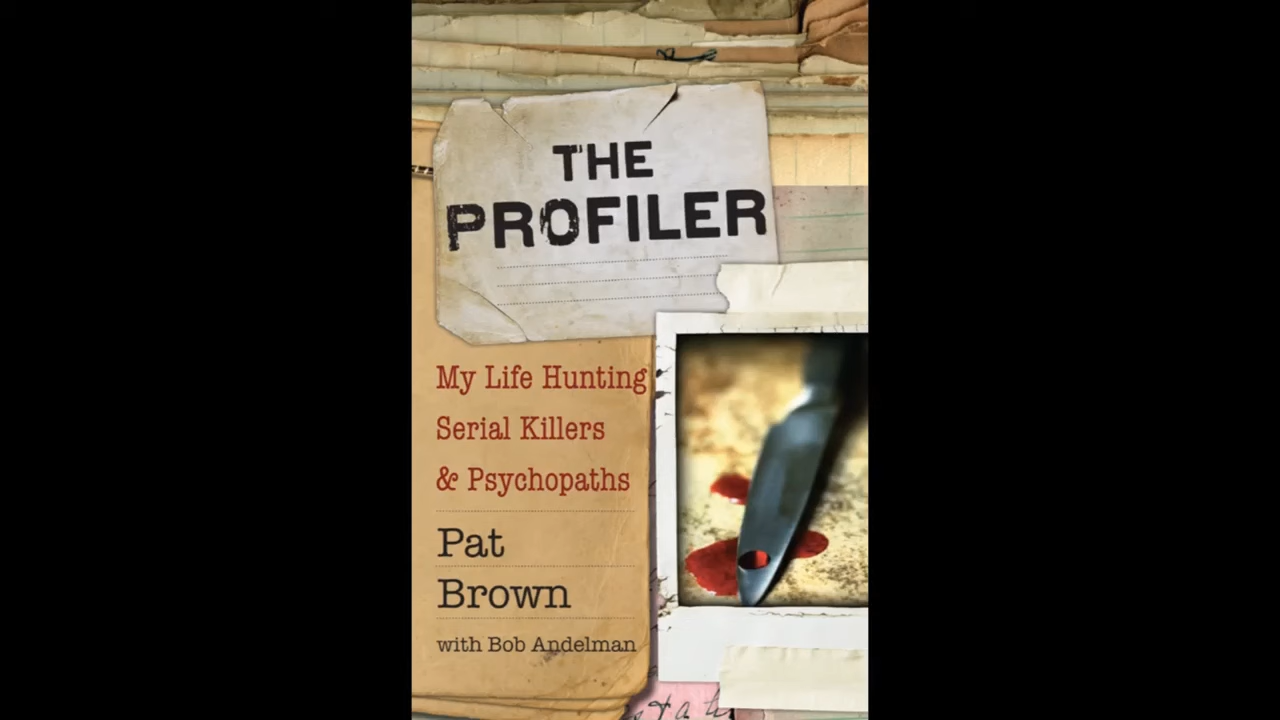 THE
PROFILER
My Life Hunting
Serial Killers
& Psychopaths
Pat
Brown
with Bob Andelman